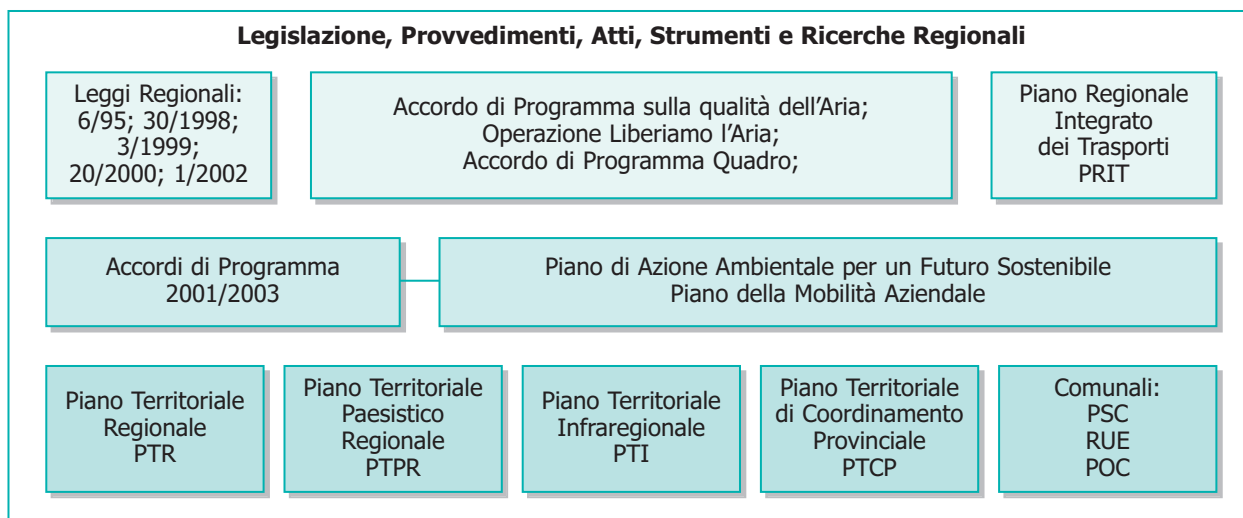 Legislazione, Provvedimenti, Atti, Strumenti e Ricerche Regionali
Leggi Regionali:
6/95; 30/1998;
3/1999;
20/2000; 1/2002
Accordo di Programma sulla qualità dell'Aria;
Operazione Liberiamo l'Aria;
Accordo di Programma Quadro;
Piano Regionale
Integrato
dei Trasporti
PRIT
Accordi di Programma
2001/2003
Piano di Azione Ambientale per un Futuro Sostenibile
Piano della Mobilità Aziendale
Piano Territoriale
Regionale
PTR
Piano Territoriale
Paesistico
Regionale
PTPR
Piano Territoriale
Infraregionale
PTI
Piano Territoriale
di Coordinamento
Provinciale
PTCP
Comunali:
PSC
RUE
POC